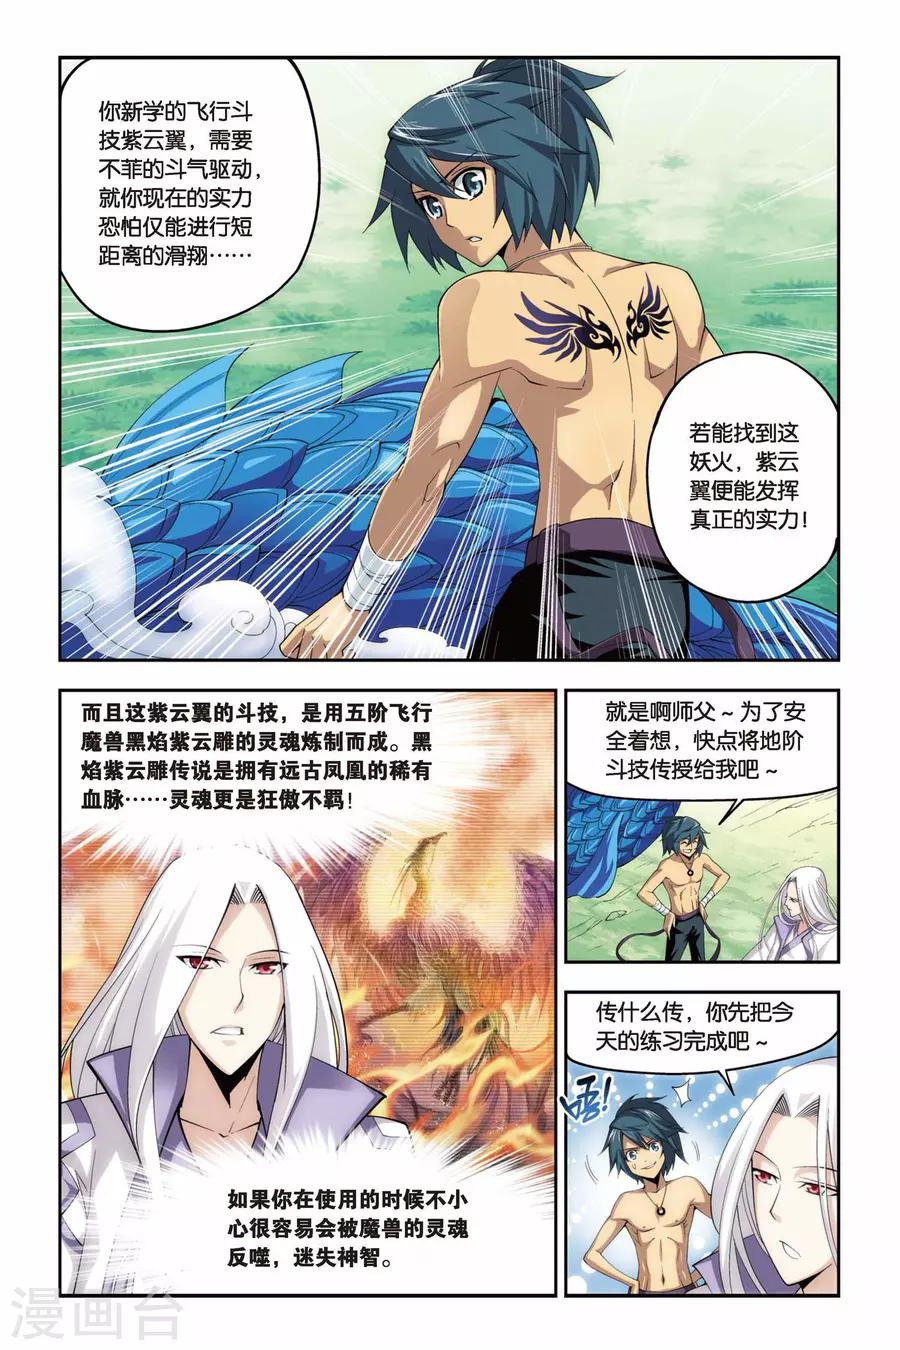 你新学的飞行斗
技紫云翼，需要
不菲的斗气驱动，
就你现在的实力
恐怕仅能进行短
距离的滑翔……
若能找到这
妖火，紫云
翼便能发挥
真正的实力！
而且这紫云翼的斗技，是用五阶飞行
魔兽黑焰紫云雕的灵魂炼制而成。黑
焰紫云雕传说是拥有远古凤凰的稀有
血脉……灵魂更是狂傲不羁！
如果你在使用的时候不小
心很容易会被魔兽的灵魂
反噬，迷失神智。
就是啊师父～为了安
全着想，快点将地阶
斗技传授给我吧～
传什么传，你先把今
天的练习完成吧～
唔！
漫画台